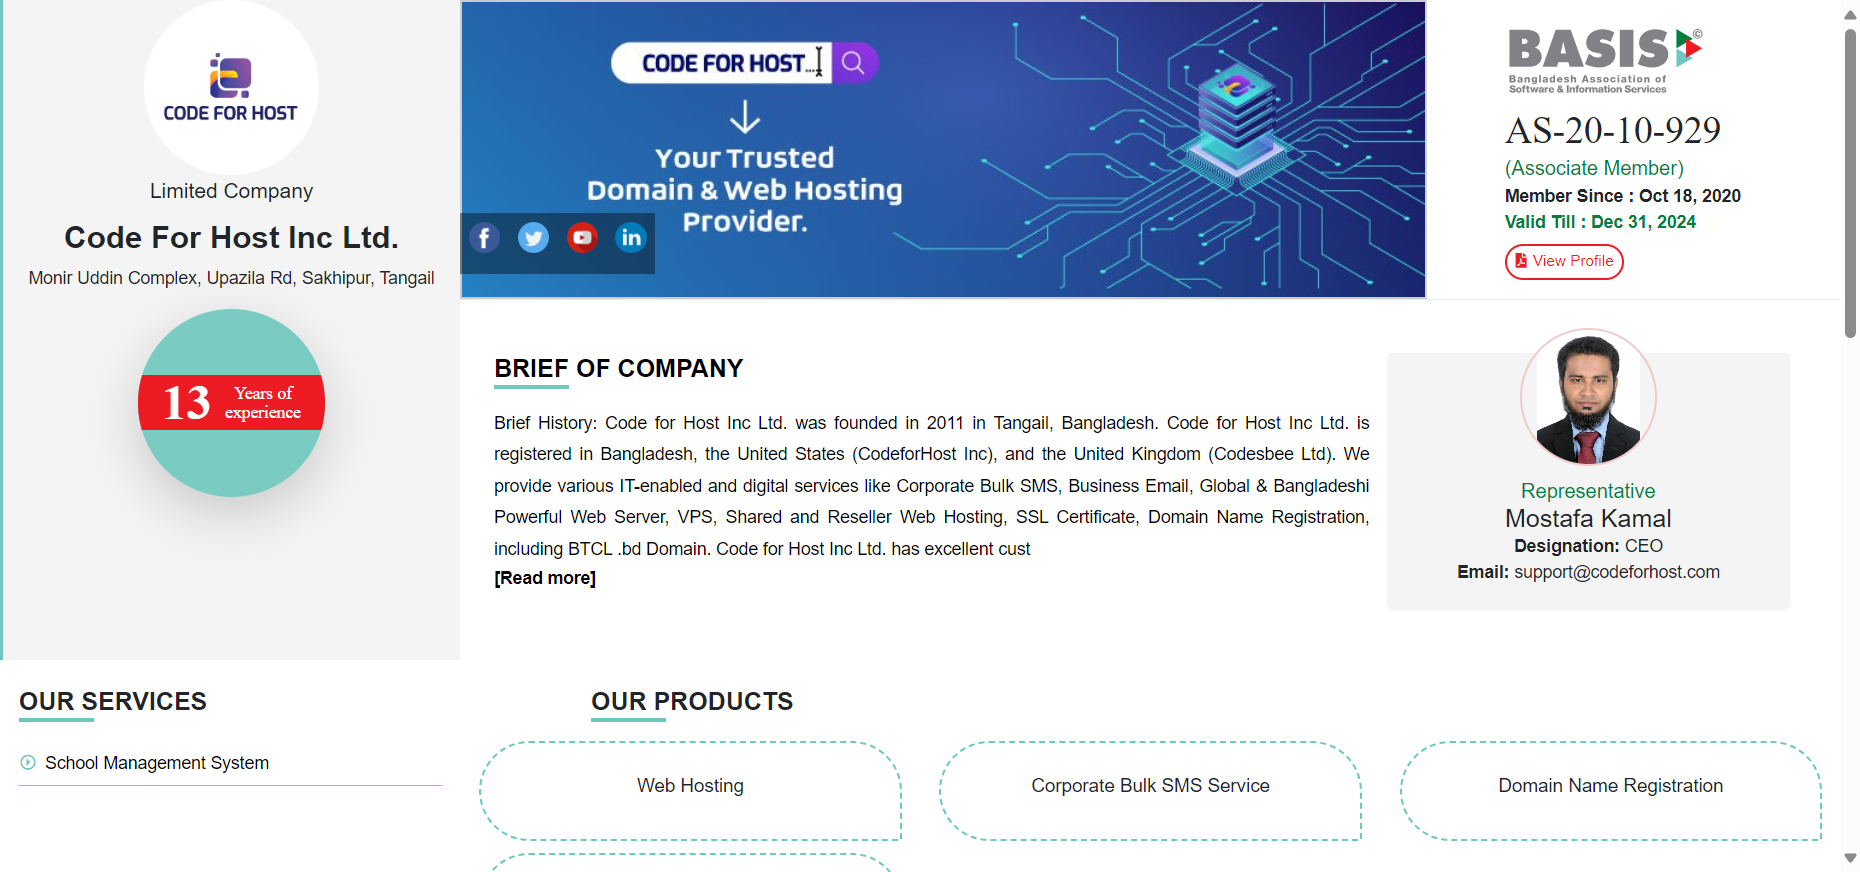 CODE FOR HOST
Limited Company
Code For Host Inc Ltd.
Monir Uddin Complex, Upazila Rd, Sakhipur, Tangail
13 Years of
experience
CODE FOR HOST...
Your Trusted
Domain & Web Hosting
Provider.
BASIS©
Bangladesh Association of
Software & Information Services
AS-20-10-929
(Associate Member)
Member Since : Oct 18, 2020
Valid Till : Dec 31, 2024
View Profile
BRIEF OF COMPANY
Brief History: Code for Host Inc Ltd. was founded in 2011 in Tangail, Bangladesh. Code for Host Inc Ltd. is
registered in Bangladesh, the United States (CodeforHost Inc), and the United Kingdom (Codesbee Ltd). We
provide various IT-enabled and digital services like Corporate Bulk SMS, Business Email, Global & Bangladeshi
Powerful Web Server, VPS, Shared and Reseller Web Hosting, SSL Certificate, Domain Name Registration,
including BTCL .bd Domain. Code for Host Inc Ltd. has excellent cust
[Read more]
Representative
Mostafa Kamal
Designation: CEO
Email: support@codeforhost.com
OUR SERVICES
School Management System
OUR PRODUCTS
Web Hosting
Corporate Bulk SMS Service
Domain Name Registration